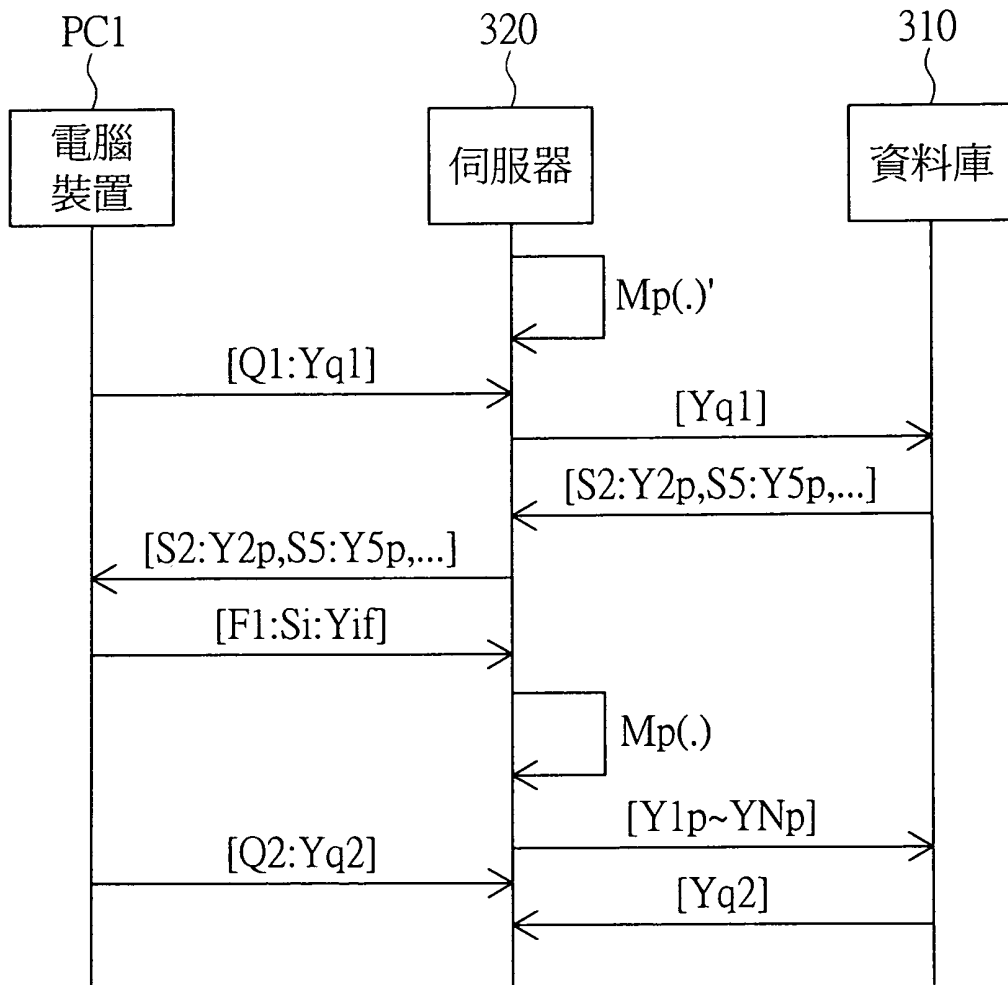 PC1
320
310
電腦
裝置
伺服器
資料庫
Mp(.)'
[Q1:Yq1]
[Yq1]
[S2:Y2p,S5:Y5p,...]
[S2:Y2p,S5:Y5p,...]
[F1:Si:Yif]
Mp(.)
[Y1p~YNp]
[Q2:Yq2]
[Yq2]